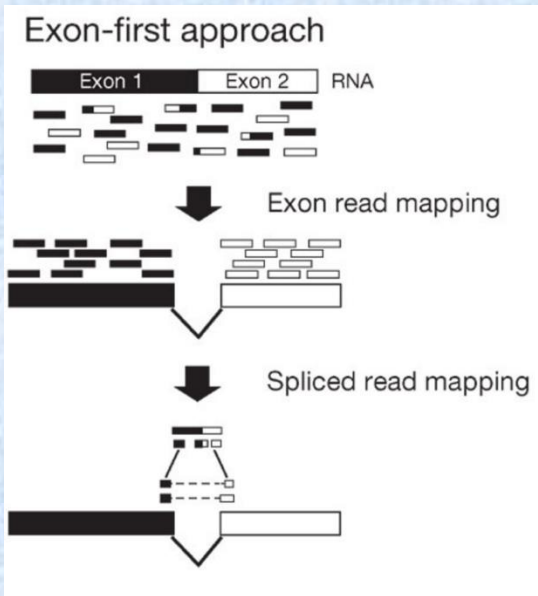 Exon-first approach
Exon 1 Exon 2 RNA
Exon read mapping
Spliced read mapping